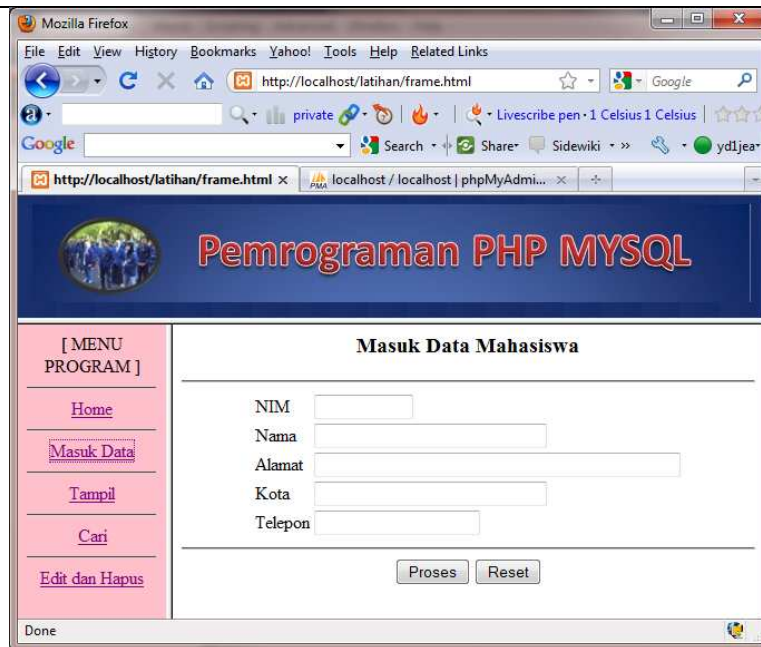 Mozilla Firefox
File Edit View History Bookmarks Yahoo! Tools Help Related Links
http://localhost/latihan/frame.html Google
private Livescribe pen · 1 Celsius 1 Celsius
Google Search Share Sidewiki » yd1jea
http://localhost/latihan/frame.html × PMA localhost / localhost | phpMyAdmi... ×
Pemrograman PHP MYSQL
[ MENU
PROGRAM ]
Home
Masuk Data
Tampil
Cari
Edit dan Hapus
Masuk Data Mahasiswa
NIM
Nama
Alamat
Kota
Telepon
Proses Reset
Done